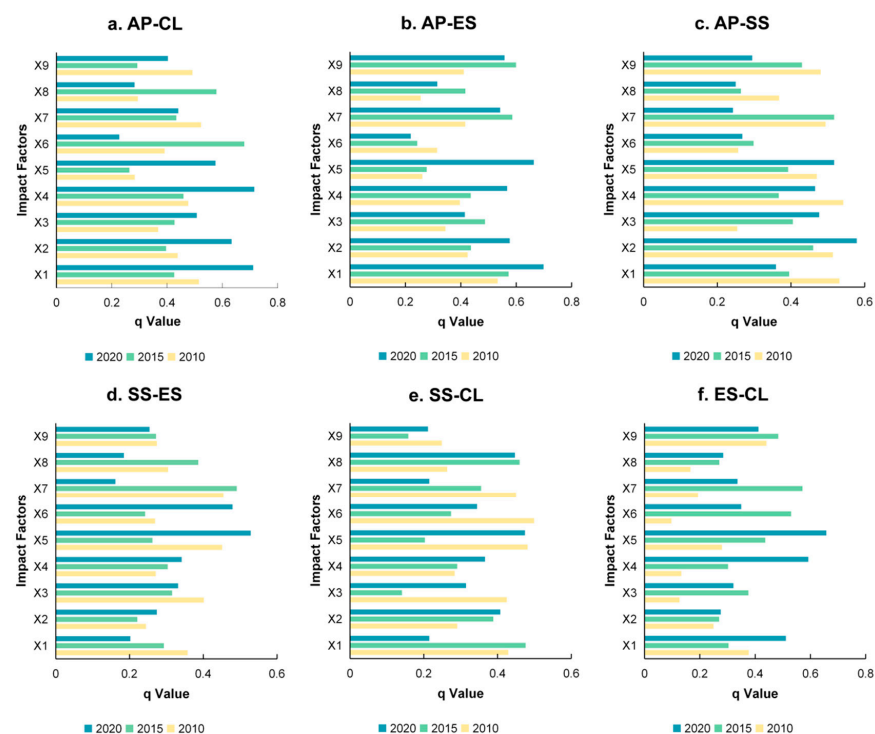 a. AP-CL
Impact Factors
X9
X8
X7
X6
X5
X4
X3
X2
X1
0 0.2 0.4 0.6 0.8
q Value
2020 2015 2010
b. AP-ES
Impact Factors
X9
X8
X7
X6
X5
X4
X3
X2
X1
0 0.2 0.4 0.6 0.8
q Value
2020 2015 2010
c. AP-SS
Impact Factors
X9
X8
X7
X6
X5
X4
X3
X2
X1
0 0.2 0.4 0.6
q Value
2020 2015 2010
d. SS-ES
Impact Factors
X9
X8
X7
X6
X5
X4
X3
X2
X1
0 0.2 0.4 0.6
q Value
2020 2015 2010
e. SS-CL
Impact Factors
X9
X8
X7
X6
X5
X4
X3
X2
X1
0 0.2 0.4 0.6
q Value
2020 2015 2010
f. ES-CL
Impact Factors
X9
X8
X7
X6
X5
X4
X3
X2
X1
0 0.2 0.4 0.6 0.8
q Value
2020 2015 2010